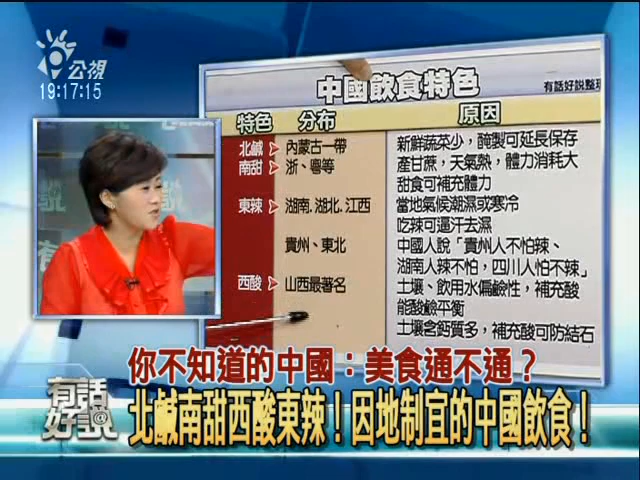 公視
19:17:15
中國飲食特色
有話好說整理
特色 分布 原因
北鹹 內蒙古一帶 新鮮蔬菜少，醃製可延長保存
南甜 浙、粵等 產甘蔗，天氣熱，體力消耗大
甜食可補充體力
東辣 湖南、湖北、江西 當地氣候潮濕或寒冷
吃辣可逼汗去濕
貴州、東北 中國人說「貴州人不怕辣、
湖南人辣不怕，四川人怕不辣」
西酸 山西最著名 土壤、飲用水偏鹼性，補充酸
能酸鹼平衡
土壤含鈣質多，補充酸可防結石
你不知道的中國：美食通不通？
有話好說@
北鹹南甜西酸東辣！因地制宜的中國飲食！